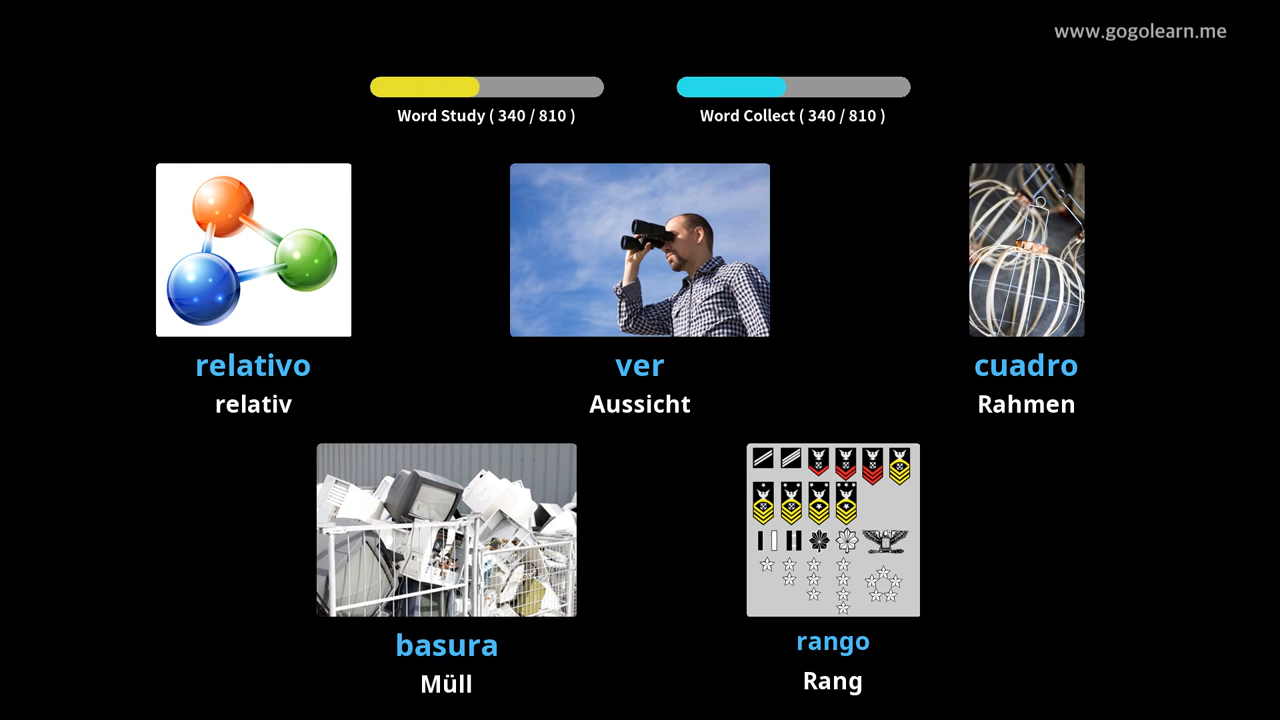 www.gogolearn.me
Word Study ( 340 / 810 )
Word Collect ( 340 / 810 )
relativo
relativ
ver
Aussicht
cuadro
Rahmen
basura
Müll
rango
Rang